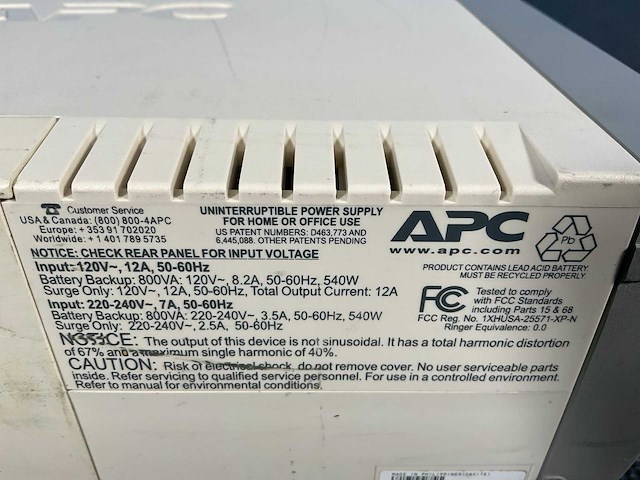 APC
Customer Service
USA & Canada: (800) 800-4APC
Europe: +353 91 702020
Worldwide: +1 401 789 5735
UNINTERRUPTIBLE POWER SUPPLY
FOR HOME OR OFFICE USE
US PATENT NUMBERS: D463,773 AND
6,445,088. OTHER PATENTS PENDING
APC
www.apc.com
Pb
PRODUCT CONTAINS LEAD ACID BATTERY
MUST BE RECYCLED PROPERLY.
NOTICE: CHECK REAR PANEL FOR INPUT VOLTAGE
Input: 120V~, 12A, 50-60Hz
Battery Backup: 800VA: 120V~, 8.2A, 50-60Hz, 540W
Surge Only: 120V~, 12A, 50-60Hz, Total Output Current: 12A
Input: 220-240V~, 7A, 50-60Hz
Battery Backup: 800VA: 220-240V~, 3.5A, 50-60Hz, 540W
Surge Only: 220-240V~, 2.5A, 50-60Hz
FC
Tested to comply
with FCC Standards
including Parts 15 & 68
FCC Reg. No. 1XHUSA-25571-XP-N
Ringer Equivalence: 0.0
NOTICE: The output of this device is not sinusoidal. It has a total harmonic distortion
of 67% and a maximum single harmonic of 40%.
CAUTION: Risk of electrical shock, do not remove cover. No user serviceable parts
inside. Refer servicing to qualified service personnel. For use in a controlled environment.
Refer to manual for environmental conditions.
MADE IN PHILIPPINES